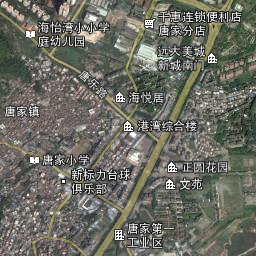 海怡湾小小学
庭幼儿园
千惠连锁便利店
唐家分店
远大美城
新城南门
唐乐路
海悦居
唐家镇
港湾综合楼
唐家小学
正圆花园
新标力台球
俱乐部
文苑
唐家第一
工业区